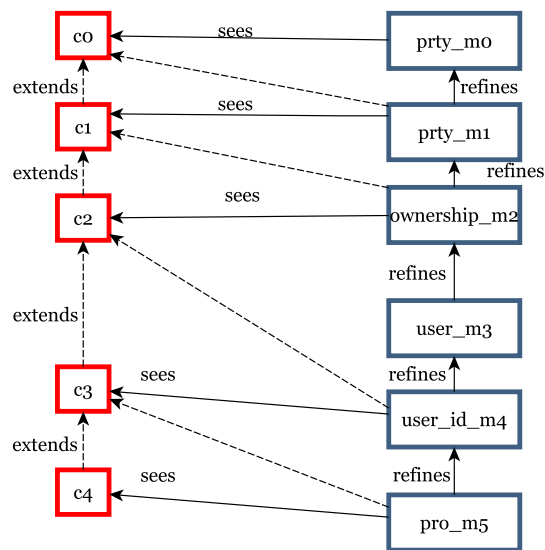 c0
sees
prty_m0
extends
refines
c1
sees
prty_m1
extends
refines
c2
sees
ownership_m2
refines
extends
user_m3
refines
c3
sees
user_id_m4
extends
refines
c4
sees
pro_m5